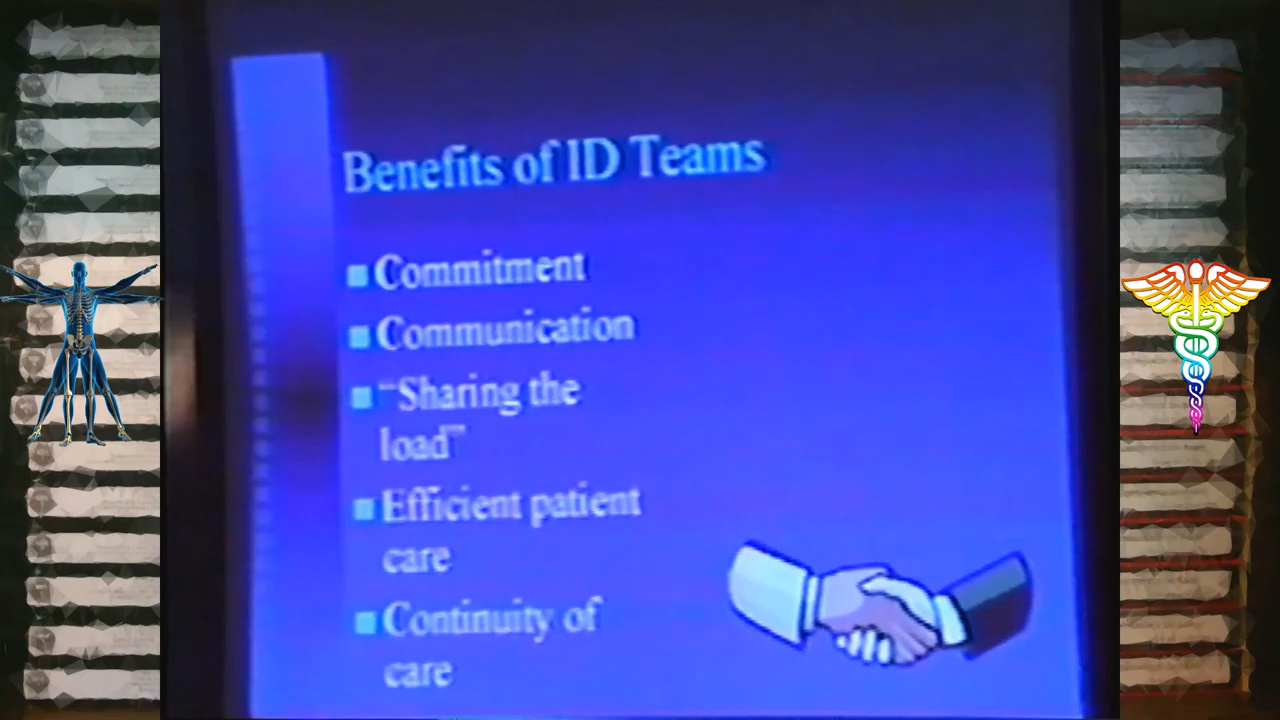 Benefits of ID Teams
Commitment
Communication
“Sharing the
load”
Efficient patient
care
Continuity of
care